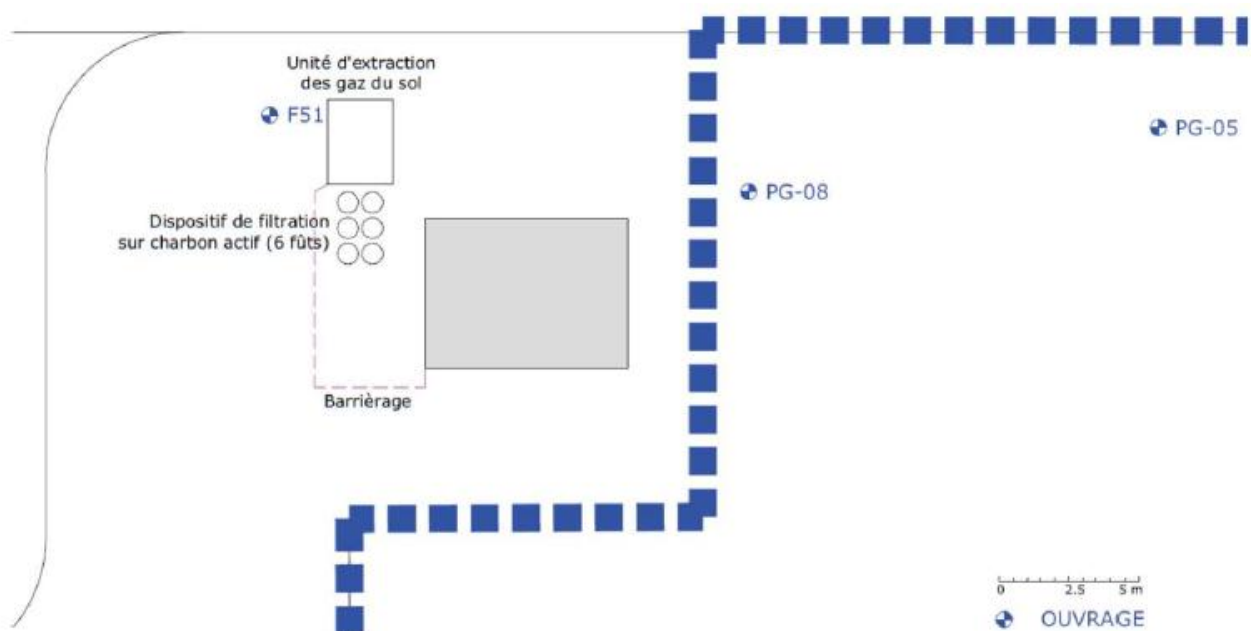 Unité d'extraction
des gaz du sol
F51
PG-05
PG-08
Dispositif de filtration
sur charbon actif (6 fûts)
Barrièrage
0 2.5 5 m
OUVRAGE